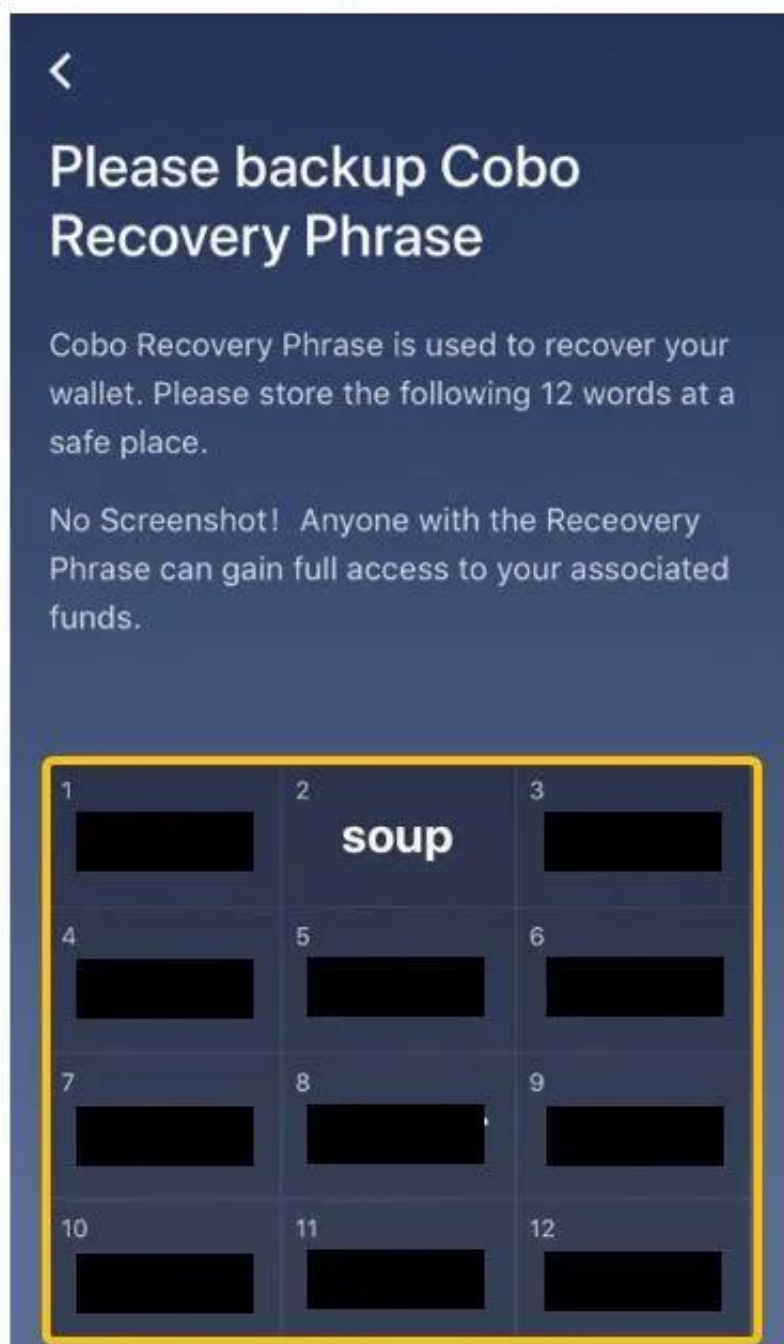 Please backup Cobo
Recovery Phrase
Cobo Recovery Phrase is used to recover your
wallet. Please store the following 12 words at a
safe place.
No Screenshot! Anyone with the Receovery
Phrase can gain full access to your associated
funds.
1 2 3
soup
4 5 6
7 8 9
10 11 12